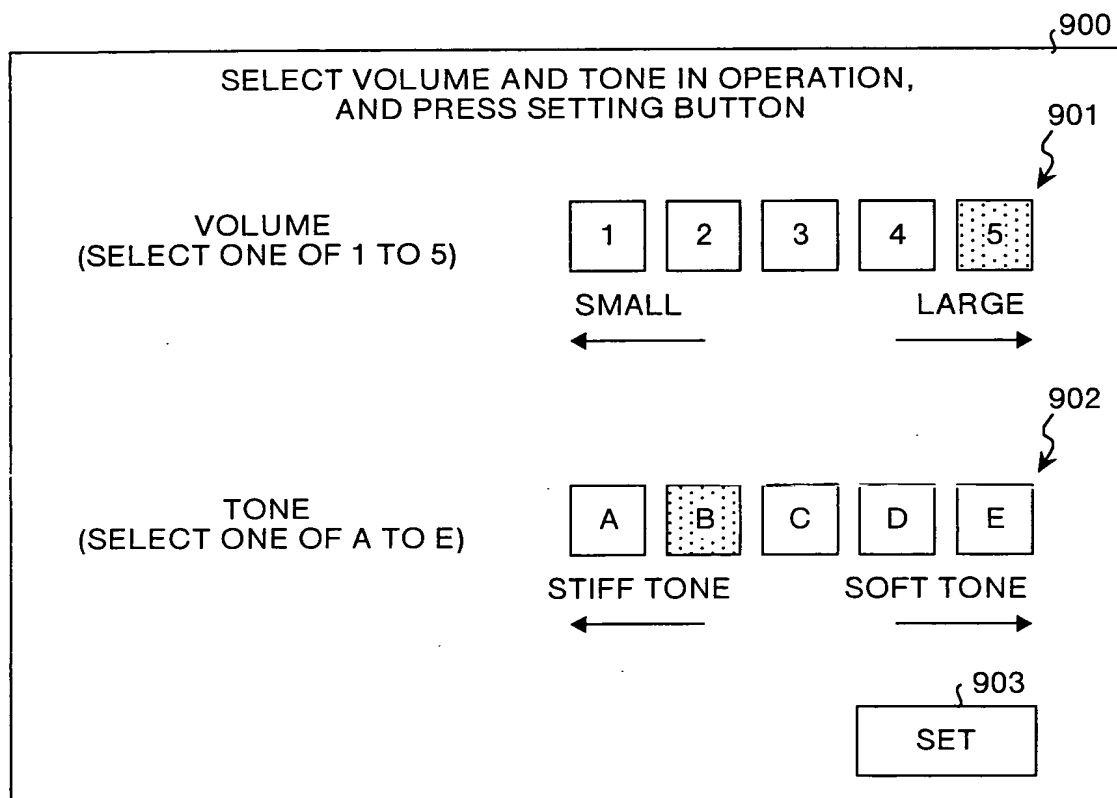 900
SELECT VOLUME AND TONE IN OPERATION,
AND PRESS SETTING BUTTON
901
VOLUME
(SELECT ONE OF 1 TO 5)
1 2 3 4 5
SMALL LARGE
902
TONE
(SELECT ONE OF A TO E)
A B C D E
STIFF TONE SOFT TONE
903
SET